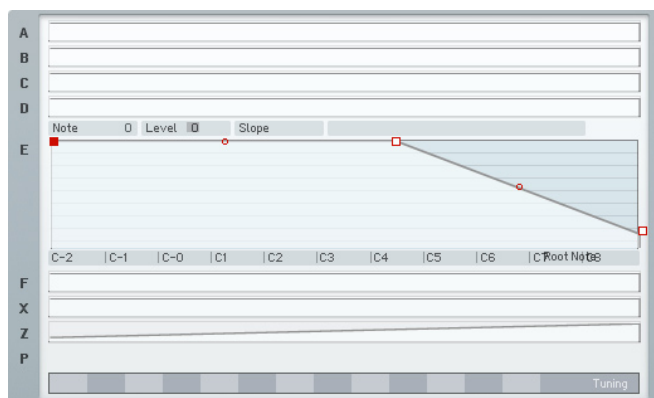 A
B
C
D
Note 0 Level 0 Slope
E
C-2 |C-1 |C-0 |C1 |C2 |C3 |C4 |C5 |C6 |C7 Root Note |C8
F
X
Z
P
Tuning